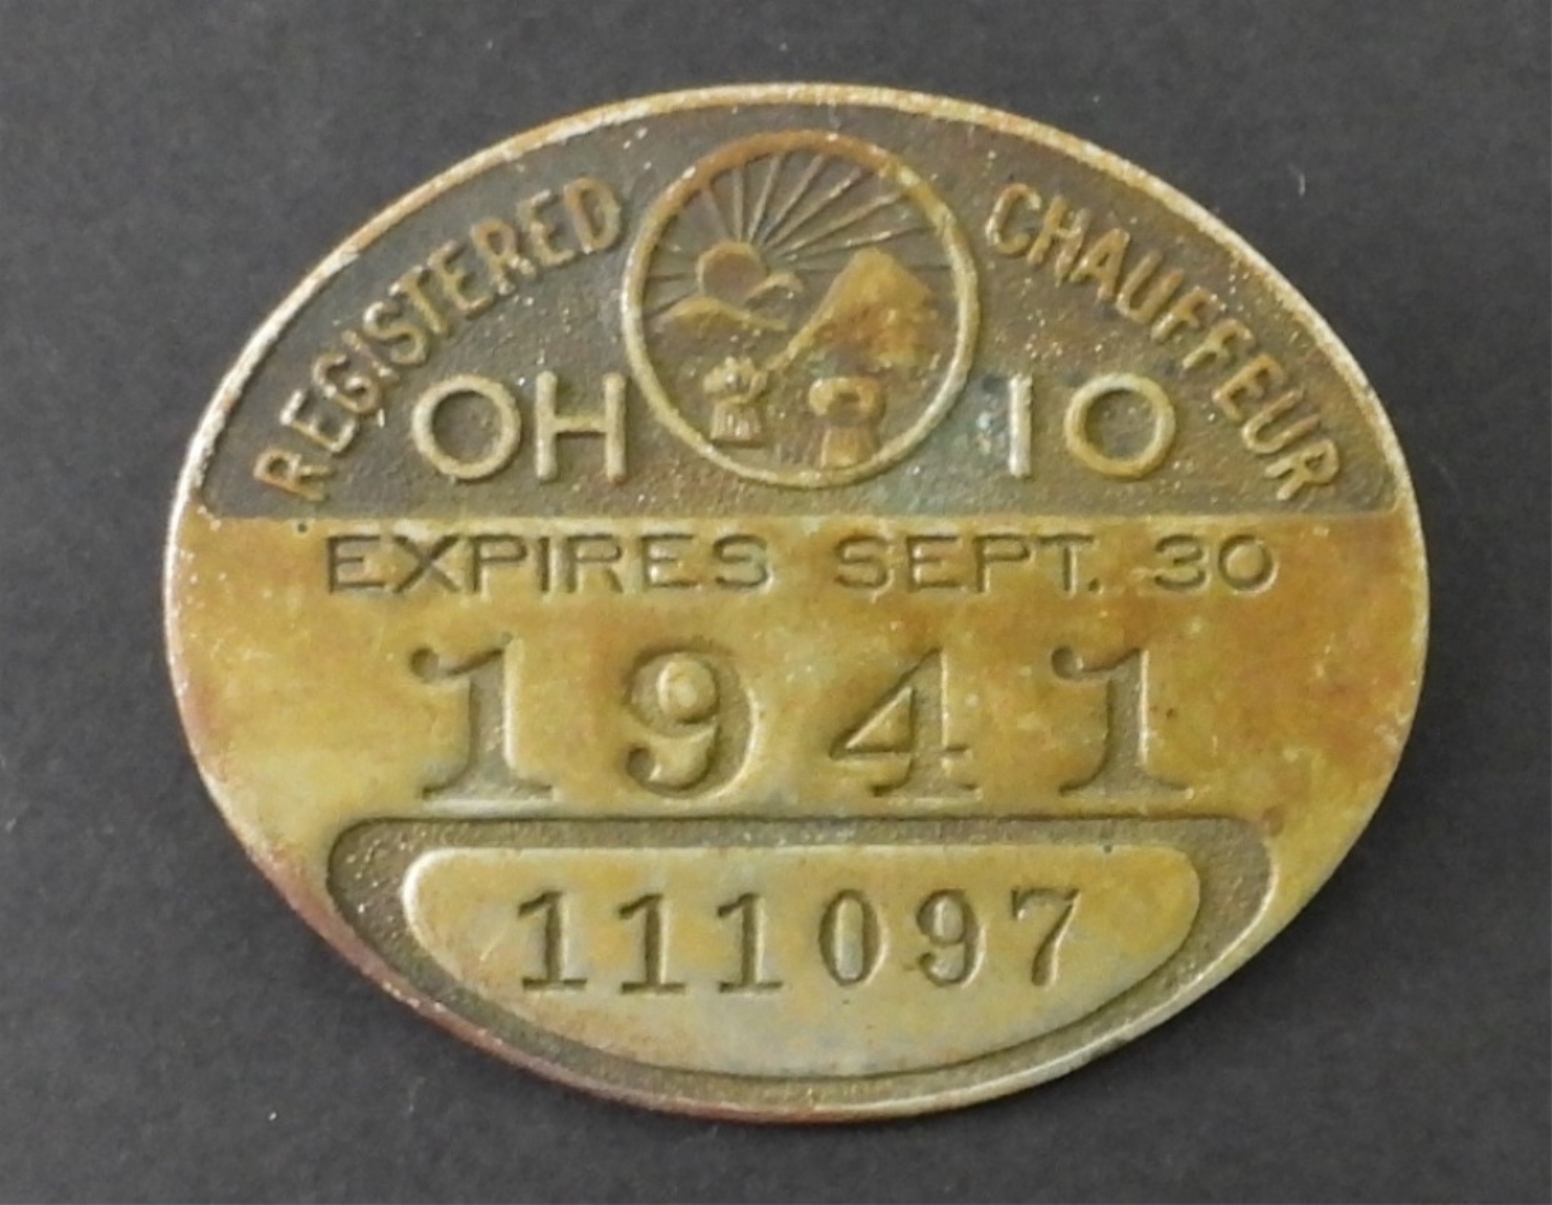 REGISTERED CHAUFFEUR
OHIO
EXPIRES SEPT. 30
1941
111097